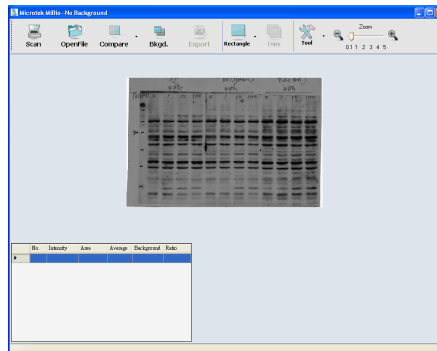 Microtek MiBio - No Background
Scan OpenFile Compare Bkgd. Export Rectangle Copy Tool Zoom
0.1 1 2 3 4 5
No. Intensity Area Average Background Ratio